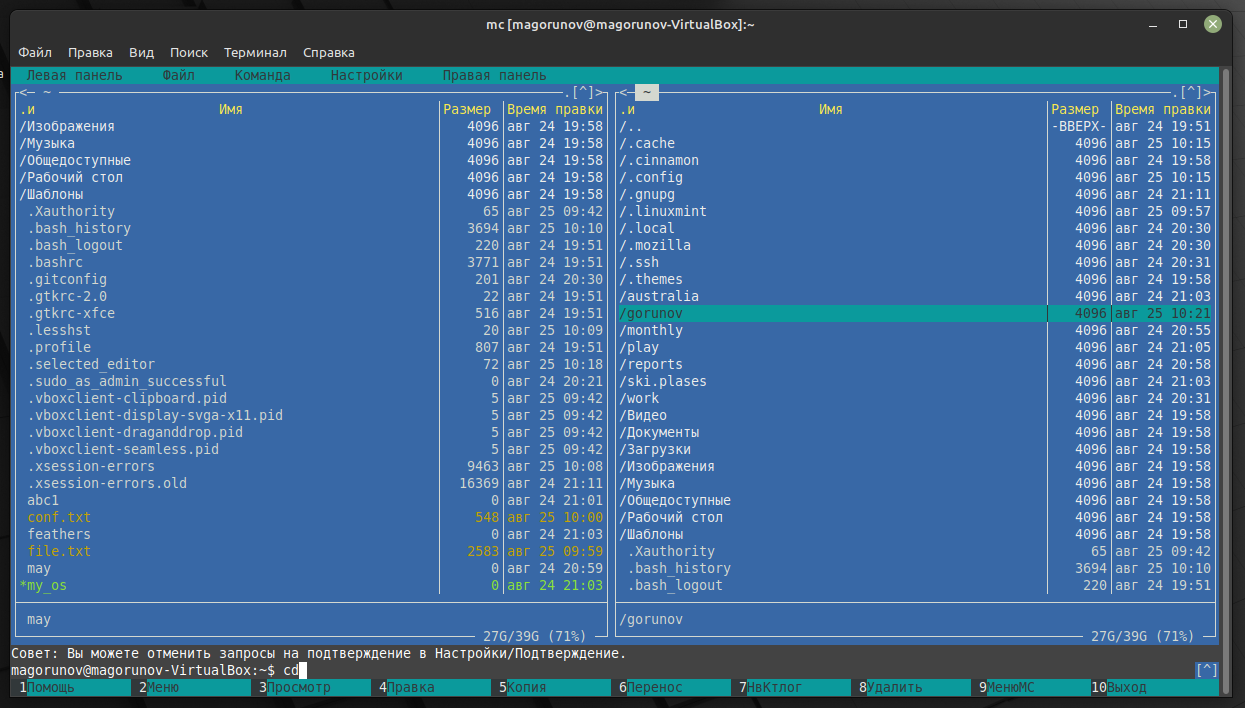 mc [magorunov@magorunov-VirtualBox]:~
Файл Правка Вид Поиск Терминал Справка
Левая панель Файл Команда Настройки Правая панель
<— ~ .[^]>
.и Имя Размер Время правки
/Изображения 4096 авг 24 19:58
/Музыка 4096 авг 24 19:58
/Общедоступные 4096 авг 24 19:58
/Рабочий стол 4096 авг 24 19:58
/Шаблоны 4096 авг 24 19:58
.Xauthority 65 авг 25 09:42
.bash_history 3694 авг 25 10:10
.bash_logout 220 авг 24 19:51
.bashrc 3771 авг 24 19:51
.gitconfig 201 авг 24 20:30
.gtkrc-2.0 22 авг 24 19:51
.gtkrc-xfce 516 авг 24 19:51
.lesshst 20 авг 25 10:09
.profile 807 авг 24 19:51
.selected_editor 72 авг 25 10:18
.sudo_as_admin_successful 0 авг 24 20:21
.vboxclient-clipboard.pid 5 авг 25 09:42
.vboxclient-display-svga-x11.pid 5 авг 25 09:42
.vboxclient-draganddrop.pid 5 авг 25 09:42
.vboxclient-seamless.pid 5 авг 25 09:42
.xsession-errors 9463 авг 25 10:08
.xsession-errors.old 16369 авг 24 21:11
abc1 0 авг 24 21:01
conf.txt 548 авг 25 10:00
feathers 0 авг 24 21:03
file.txt 2583 авг 25 09:59
may 0 авг 24 20:59
*my_os 0 авг 24 21:03
may
27G/39G (71%)
<— ~ .[^]>
.и Имя Размер Время правки
/.. -ВВЕРХ- авг 24 19:51
/.cache 4096 авг 25 10:15
/.cinnamon 4096 авг 24 19:58
/.config 4096 авг 25 10:15
/.gnupg 4096 авг 24 21:11
/.linuxmint 4096 авг 25 09:57
/.local 4096 авг 24 20:30
/.mozilla 4096 авг 24 20:30
/.ssh 4096 авг 24 20:31
/.themes 4096 авг 24 19:58
/australia 4096 авг 24 21:03
/gorunov 4096 авг 25 10:21
/monthly 4096 авг 24 20:55
/play 4096 авг 24 21:05
/reports 4096 авг 24 20:58
/ski.plases 4096 авг 24 21:03
/work 4096 авг 24 20:31
/Видео 4096 авг 24 19:58
/Документы 4096 авг 24 19:58
/Загрузки 4096 авг 24 19:58
/Изображения 4096 авг 24 19:58
/Музыка 4096 авг 24 19:58
/Общедоступные 4096 авг 24 19:58
/Рабочий стол 4096 авг 24 19:58
/Шаблоны 4096 авг 24 19:58
.Xauthority 65 авг 25 09:42
.bash_history 3694 авг 25 10:10
.bash_logout 220 авг 24 19:51
/gorunov
27G/39G (71%)
Совет: Вы можете отменить запросы на подтверждение в Настройки/Подтверждение.
magorunov@magorunov-VirtualBox:~$ cd [^]
1Помощь 2Меню 3Просмотр 4Правка 5Копия 6Перенос 7НвКтлог 8Удалить 9МенюМС 10Выход